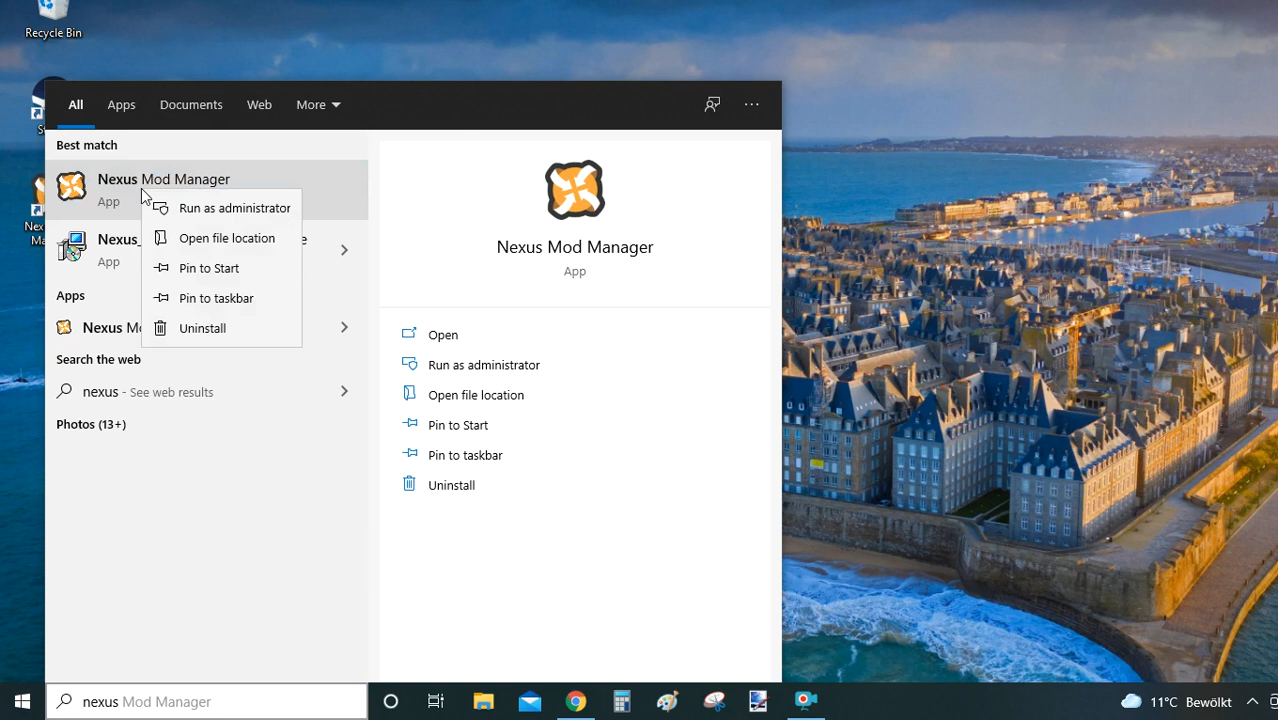 Recycle Bin
All
Apps
Documents
Web
More
Best match
Nexus Mod Manager
App
Run as administrator
Open file location
Pin to Start
Pin to taskbar
Uninstall
Nexus_
App
Apps
Nexus
Search the web
nexus - See web results
Photos (13+)
Nexus Mod Manager
App
Open
Run as administrator
Open file location
Pin to Start
Pin to taskbar
Uninstall
nexus Mod Manager
11°C Bewölkt